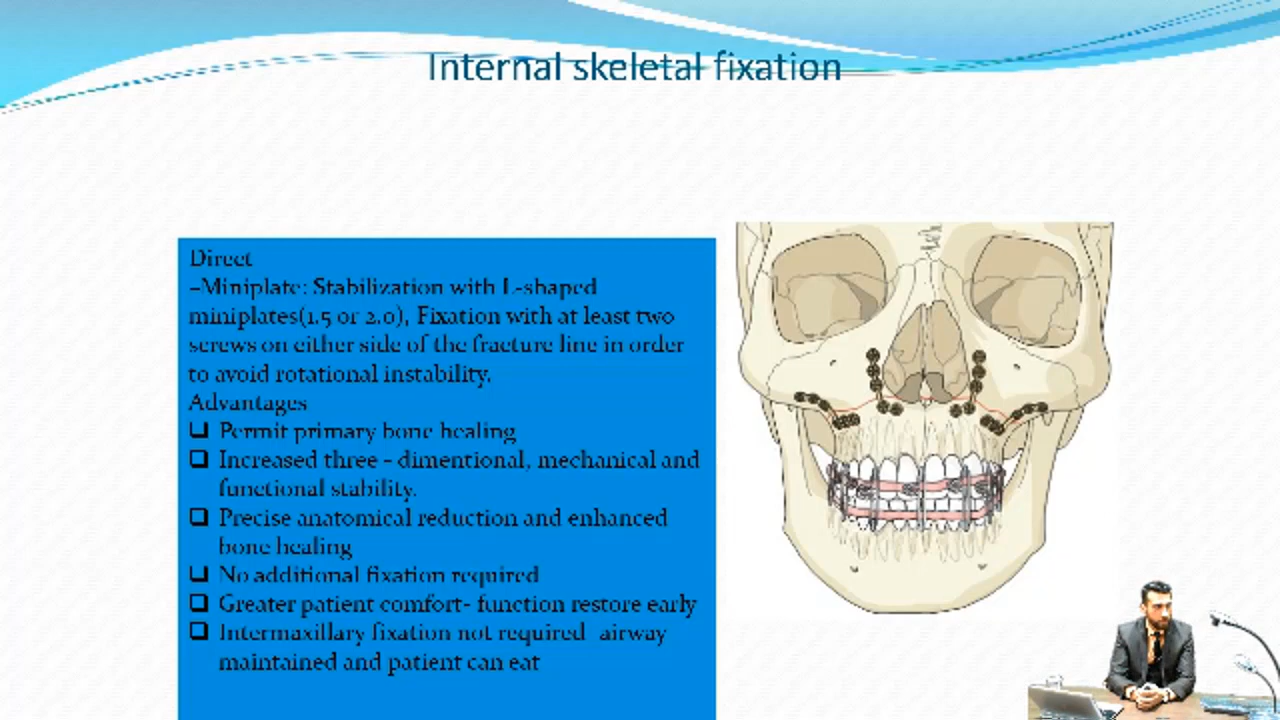 Internal skeletal fixation
Direct
–Miniplate: Stabilization with L-shaped
miniplates(1.5 or 2.0), Fixation with at least two
screws on either side of the fracture line in order
to avoid rotational instability.
Advantages
❑ Permit primary bone healing
❑ Increased three - dimentional, mechanical and
functional stability.
❑ Precise anatomical reduction and enhanced
bone healing
❑ No additional fixation required
❑ Greater patient comfort- function restore early
❑ Intermaxillary fixation not required airway
maintained and patient can eat